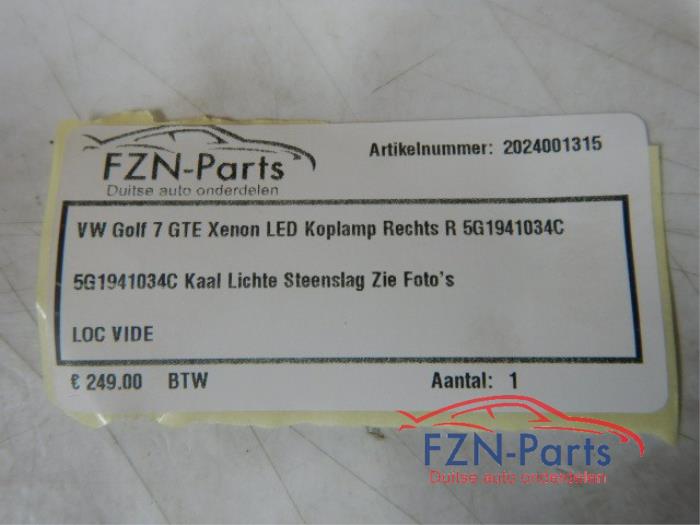 FZN-Parts
Duitse auto onderdelen
Artikelnummer: 2024001315
VW Golf 7 GTE Xenon LED Koplamp Rechts R 5G1941034C
5G1941034C Kaal Lichte Steenslag Zie Foto's
LOC VIDE
€ 249.00 BTW Aantal: 1
FZN-Parts
Duitse auto onderdelen